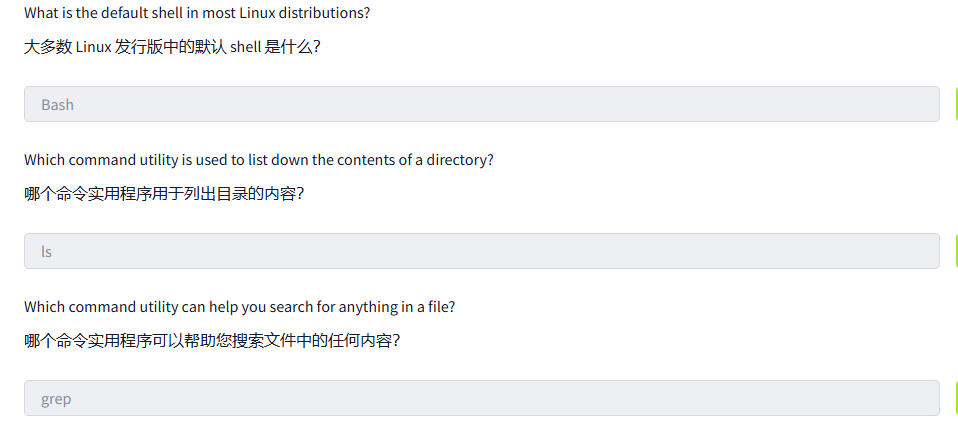 What is the default shell in most Linux distributions?
大多数 Linux 发行版中的默认 shell 是什么？
Bash
Which command utility is used to list down the contents of a directory?
哪个命令实用程序用于列出目录的内容？
ls
Which command utility can help you search for anything in a file?
哪个命令实用程序可以帮助您搜索文件中的任何内容？
grep